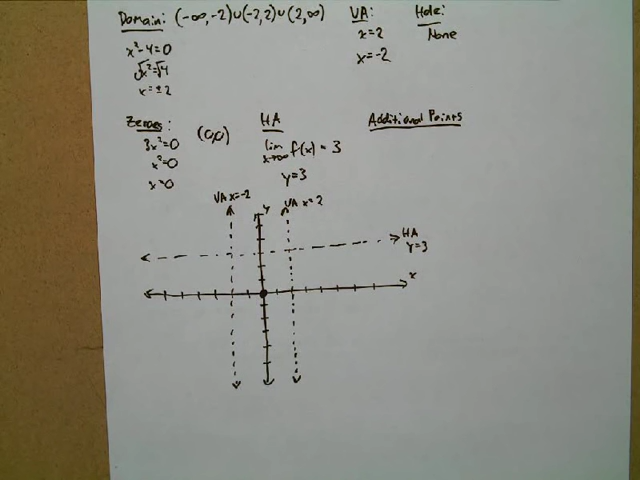 Domain: (-∞,-2)∪(-2,2)∪(2,∞)
x²-4=0
√x²=√4
x=±2
VA:
x=2
x=-2
Hole:
None
Zeroes:
3x²=0
x²=0
x=0
(0,0)
HA
lim f(x) = 3
x→∞
y=3
Additional Points
VA x=-2
y
VA x=2
HA
y=3
x